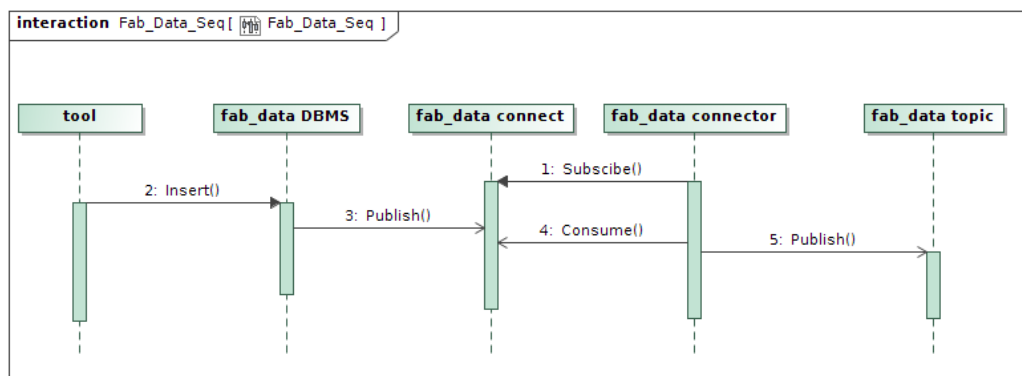 interaction Fab_Data_Seq[ Fab_Data_Seq ]
tool
fab_data DBMS
fab_data connect
fab_data connector
fab_data topic
1: Subscibe()
2: Insert()
3: Publish()
4: Consume()
5: Publish()